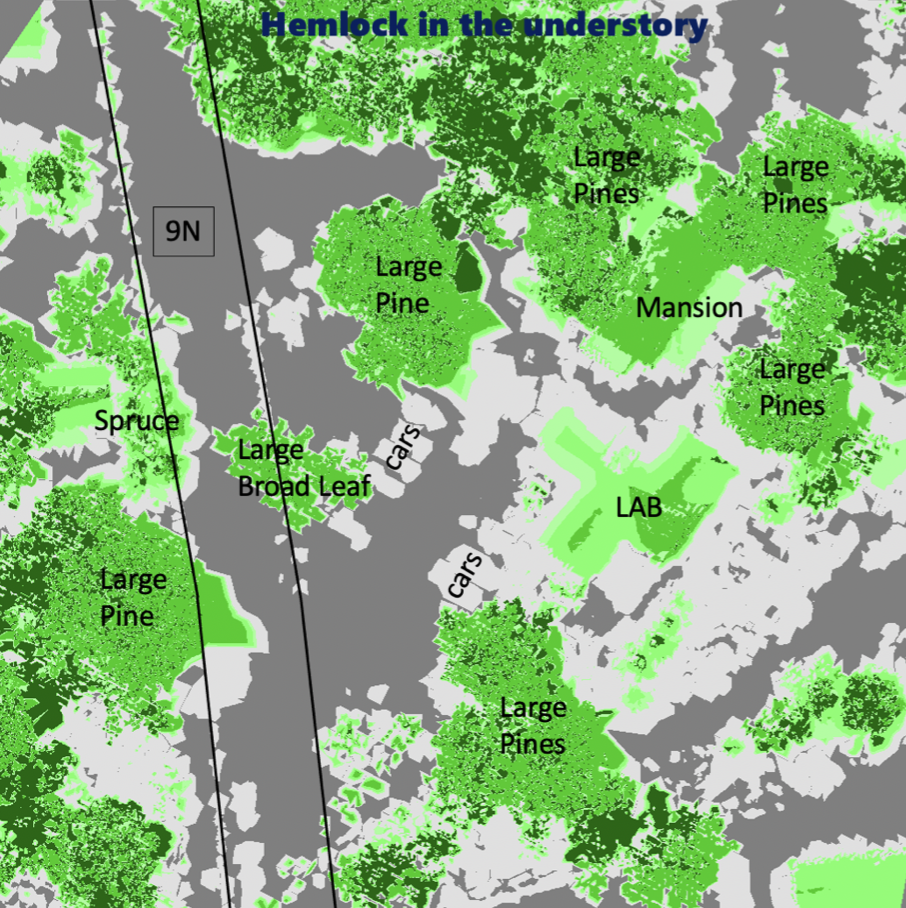 Hemlock in the understory
Large
Pines
Large
Pines
9N
Large
Pine
Mansion
Large
Pines
Spruce
cars
Large
Broad Leaf
LAB
cars
Large
Pine
Large
Pines